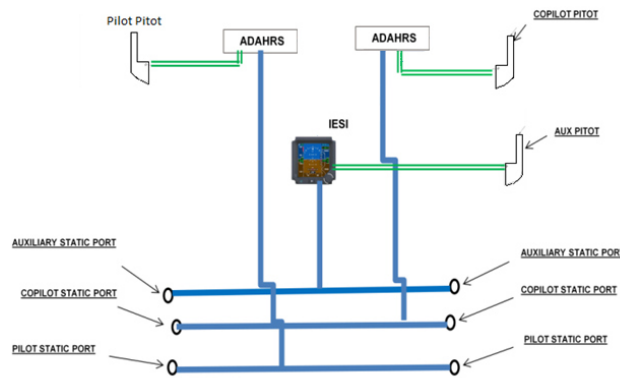 Pilot Pitot
ADAHRS
ADAHRS
COPILOT PITOT
IESI
AUX PITOT
AUXILIARY STATIC PORT
AUXILIARY STATIC PORT
COPILOT STATIC PORT
COPILOT STATIC PORT
PILOT STATIC PORT
PILOT STATIC PORT